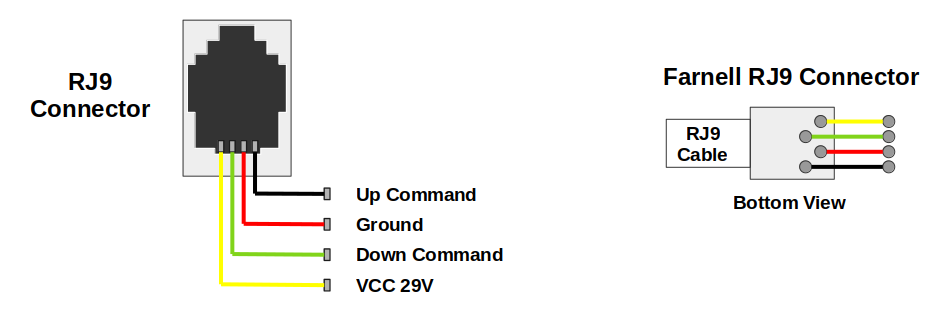 RJ9
Connector
Up Command
Ground
Down Command
VCC 29V
Farnell RJ9 Connector
RJ9
Cable
Bottom View